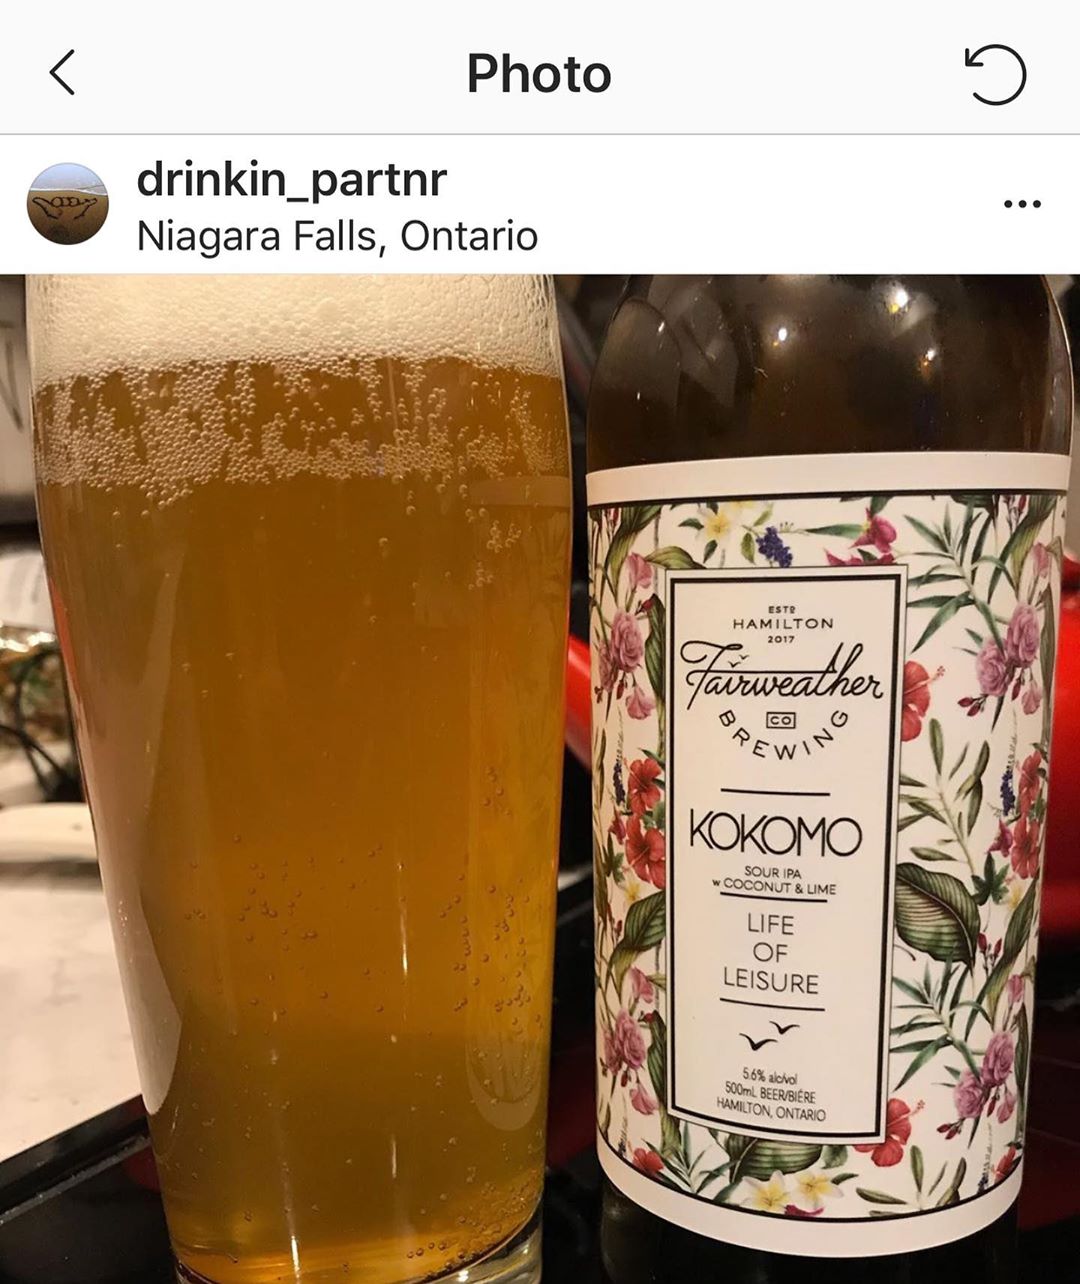 Photo
drinkin_partnr
Niagara Falls, Ontario
ESTD
HAMILTON
2017
Fairweather
CO
BREWING
KOKOMO
SOUR IPA
w COCONUT & LIME
LIFE
OF
LEISURE
5.6% alc/vol
500mL BEER/BIÈRE
HAMILTON, ONTARIO